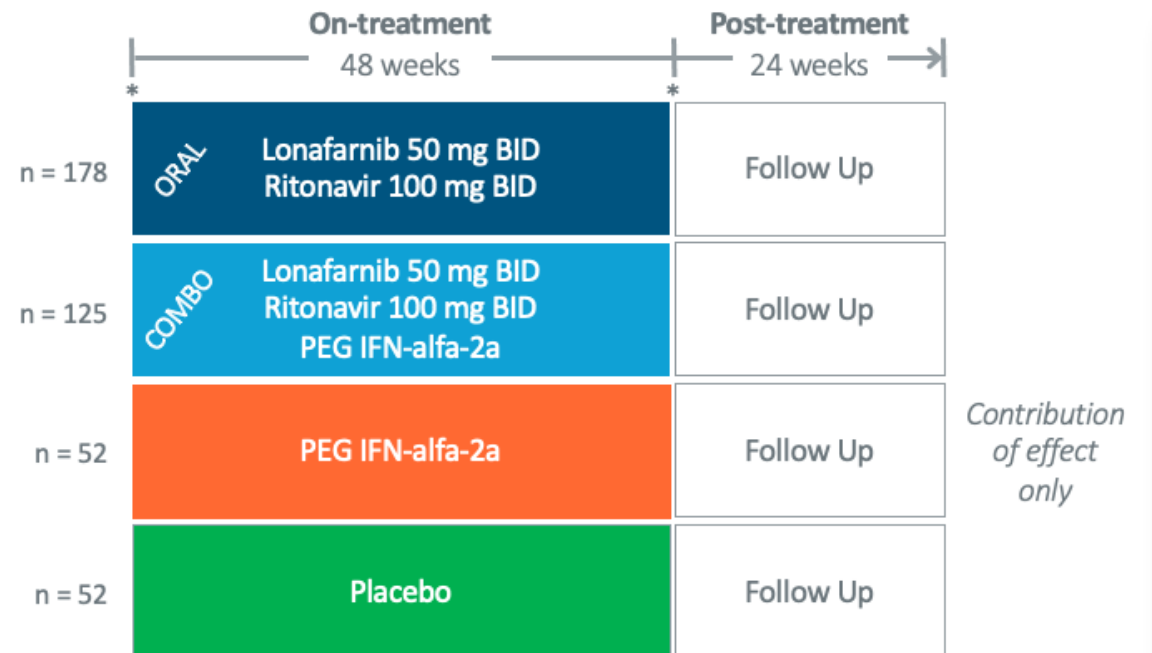 On-treatment
Post-treatment
48 weeks
24 weeks
*
*
n = 178
ORAL
Lonafarnib 50 mg BID
Ritonavir 100 mg BID
Follow Up
n = 125
COMBO
Lonafarnib 50 mg BID
Ritonavir 100 mg BID
PEG IFN-alfa-2a
Follow Up
n = 52
PEG IFN-alfa-2a
Follow Up
Contribution
of effect
only
n = 52
Placebo
Follow Up